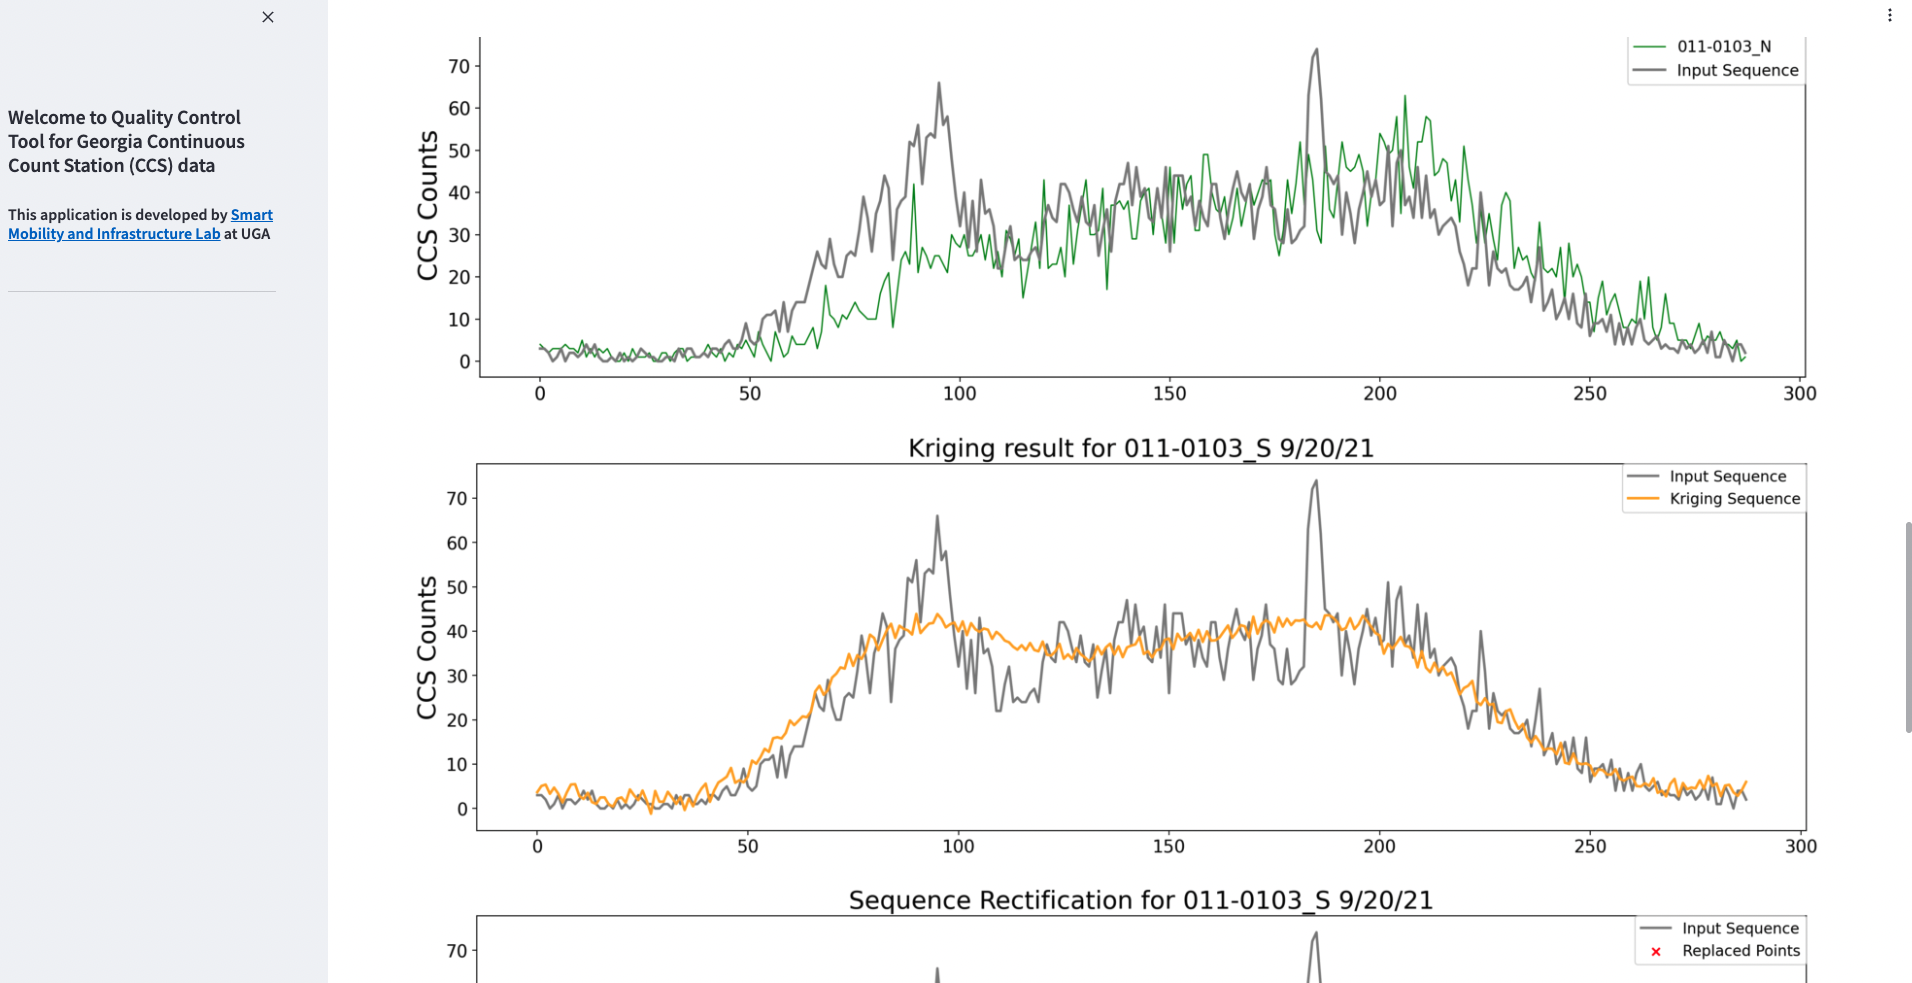 Welcome to Quality Control
Tool for Georgia Continuous
Count Station (CCS) data
This application is developed by Smart
Mobility and Infrastructure Lab at UGA
011-0103_N
Input Sequence
CCS Counts
70
60
50
40
30
20
10
0
0 50 100 150 200 250 300
Kriging result for 011-0103_S 9/20/21
Input Sequence
Kriging Sequence
CCS Counts
70
60
50
40
30
20
10
0
0 50 100 150 200 250 300
Sequence Rectification for 011-0103_S 9/20/21
Input Sequence
Replaced Points
70